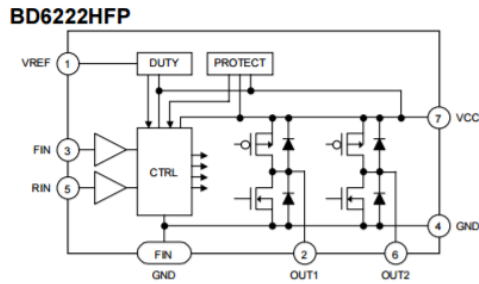 BD6222HFP
VREF 1 DUTY PROTECT
7 VCC
FIN 3
CTRL
RIN 5
4 GND
FIN 2 6
GND OUT1 OUT2